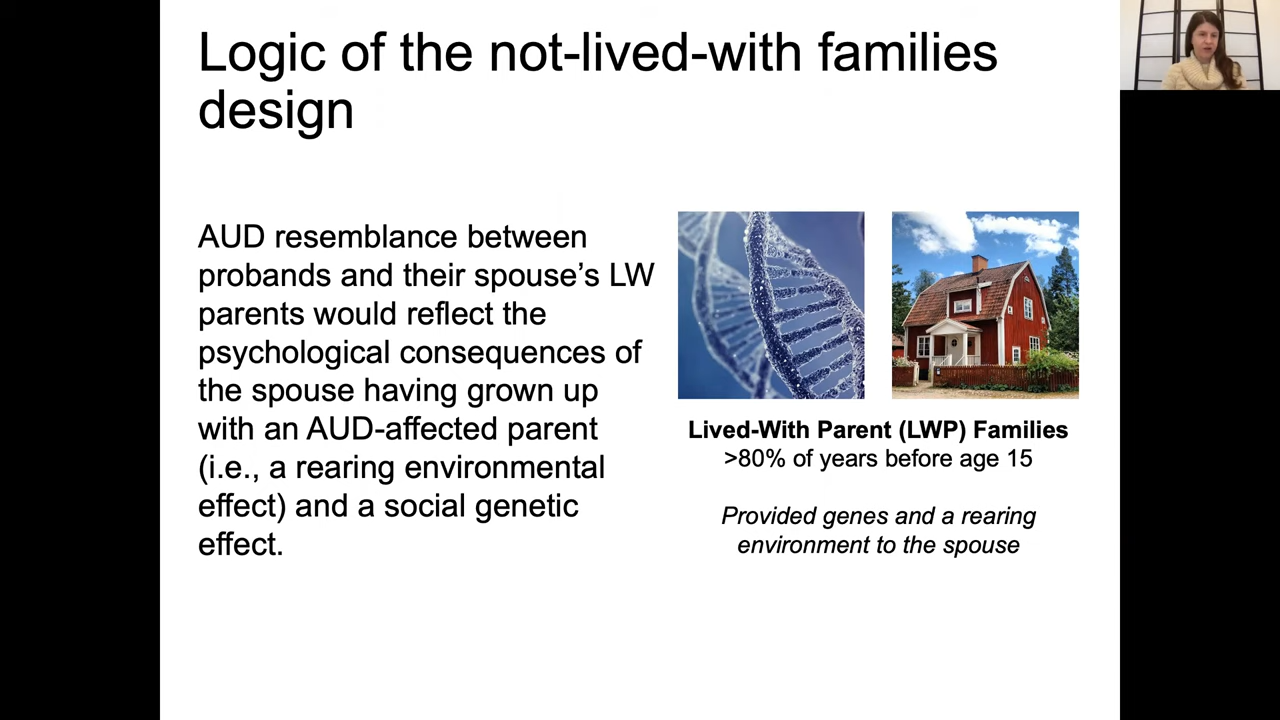 Logic of the not-lived-with families
design
AUD resemblance between
probands and their spouse’s LW
parents would reflect the
psychological consequences of
the spouse having grown up
with an AUD-affected parent
(i.e., a rearing environmental
effect) and a social genetic
effect.
Lived-With Parent (LWP) Families
>80% of years before age 15
Provided genes and a rearing
environment to the spouse